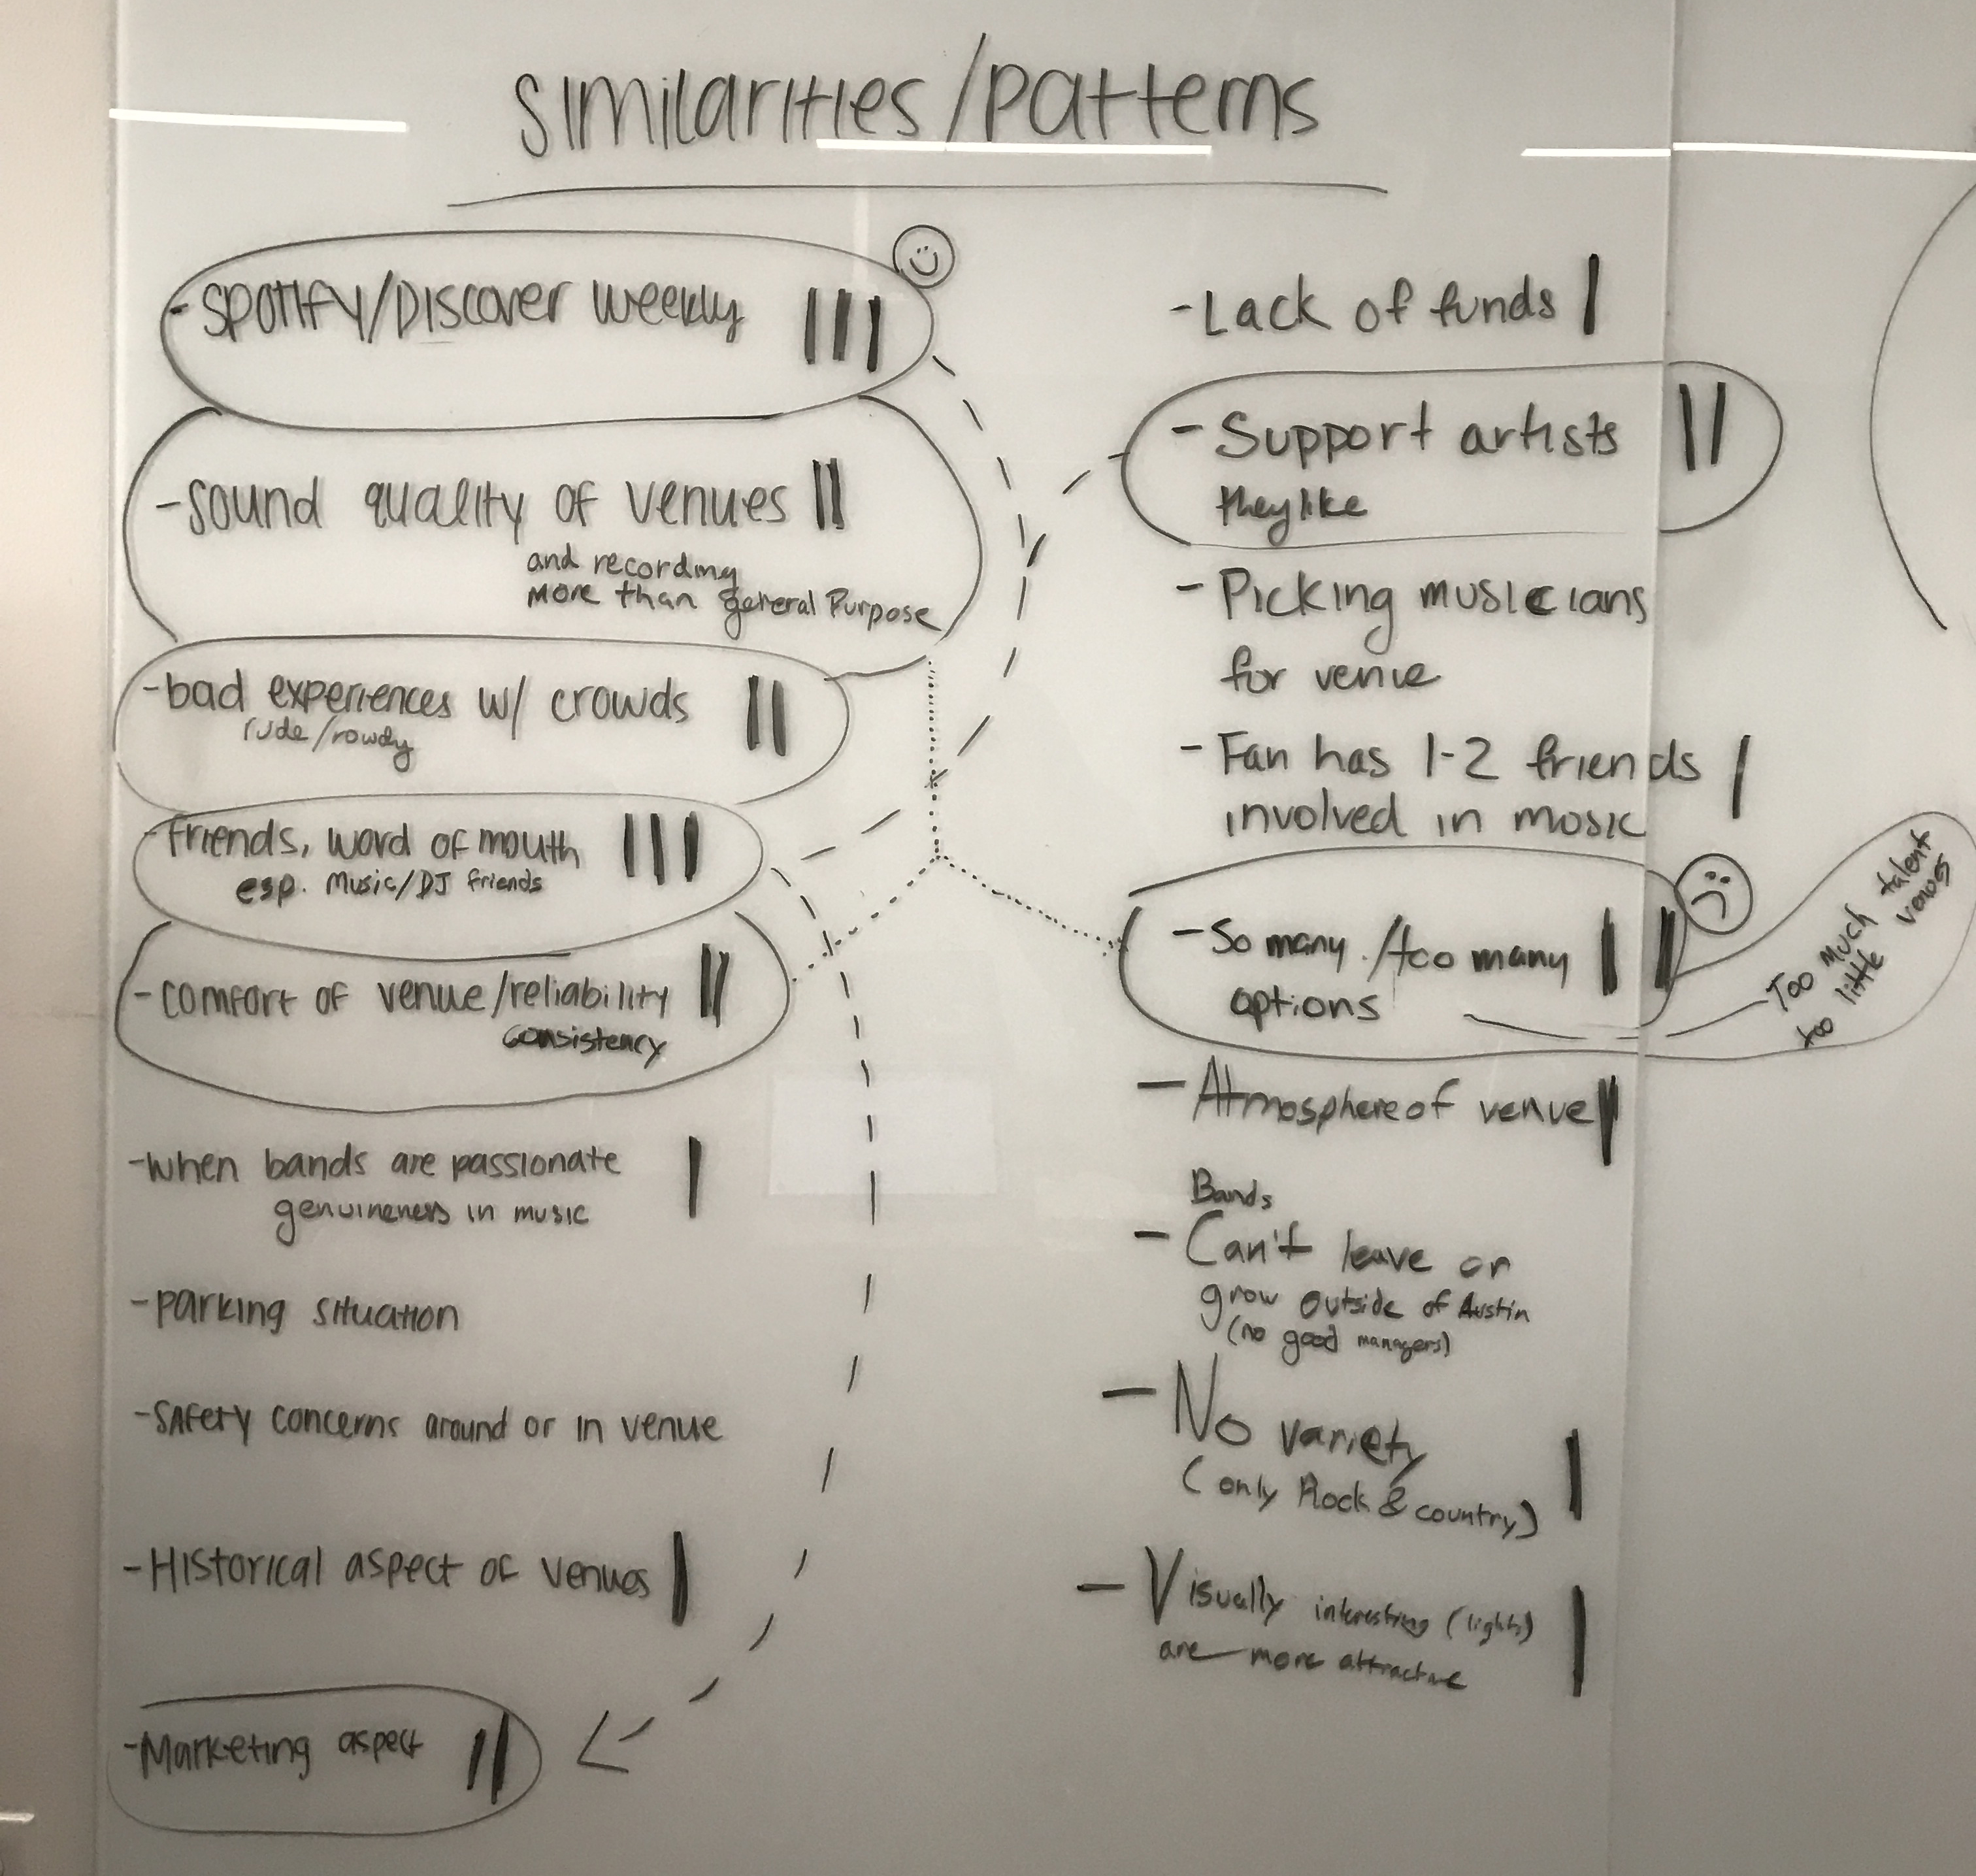 Similarities/Patterns
- Spotify/Discover weekly |||
- Sound quality of venues ||
and recording
more than general purpose
- bad experiences w/ crowds ||
rude/rowdy
- friends, word of mouth |||
esp. Music/DJ friends
- comfort of venue/reliability ||
consistency
- when bands are passionate |
genuineness in music
- parking situation
- Safety concerns around or in venue
- Historical aspect of venues |
- Marketing aspect ||
- Lack of funds |
- Support artists ||
they like
- Picking musicians
for venue
- Fan has 1-2 friends |
involved in music
- So many /too many ||
options
Too Much talent
too little venues
- Atmosphere of venue |
Bands
- Can't leave or
grow outside of Austin
(no good managers)
- No variety |
(only Rock & country)
- Visually interesting (lights) |
are more attractive